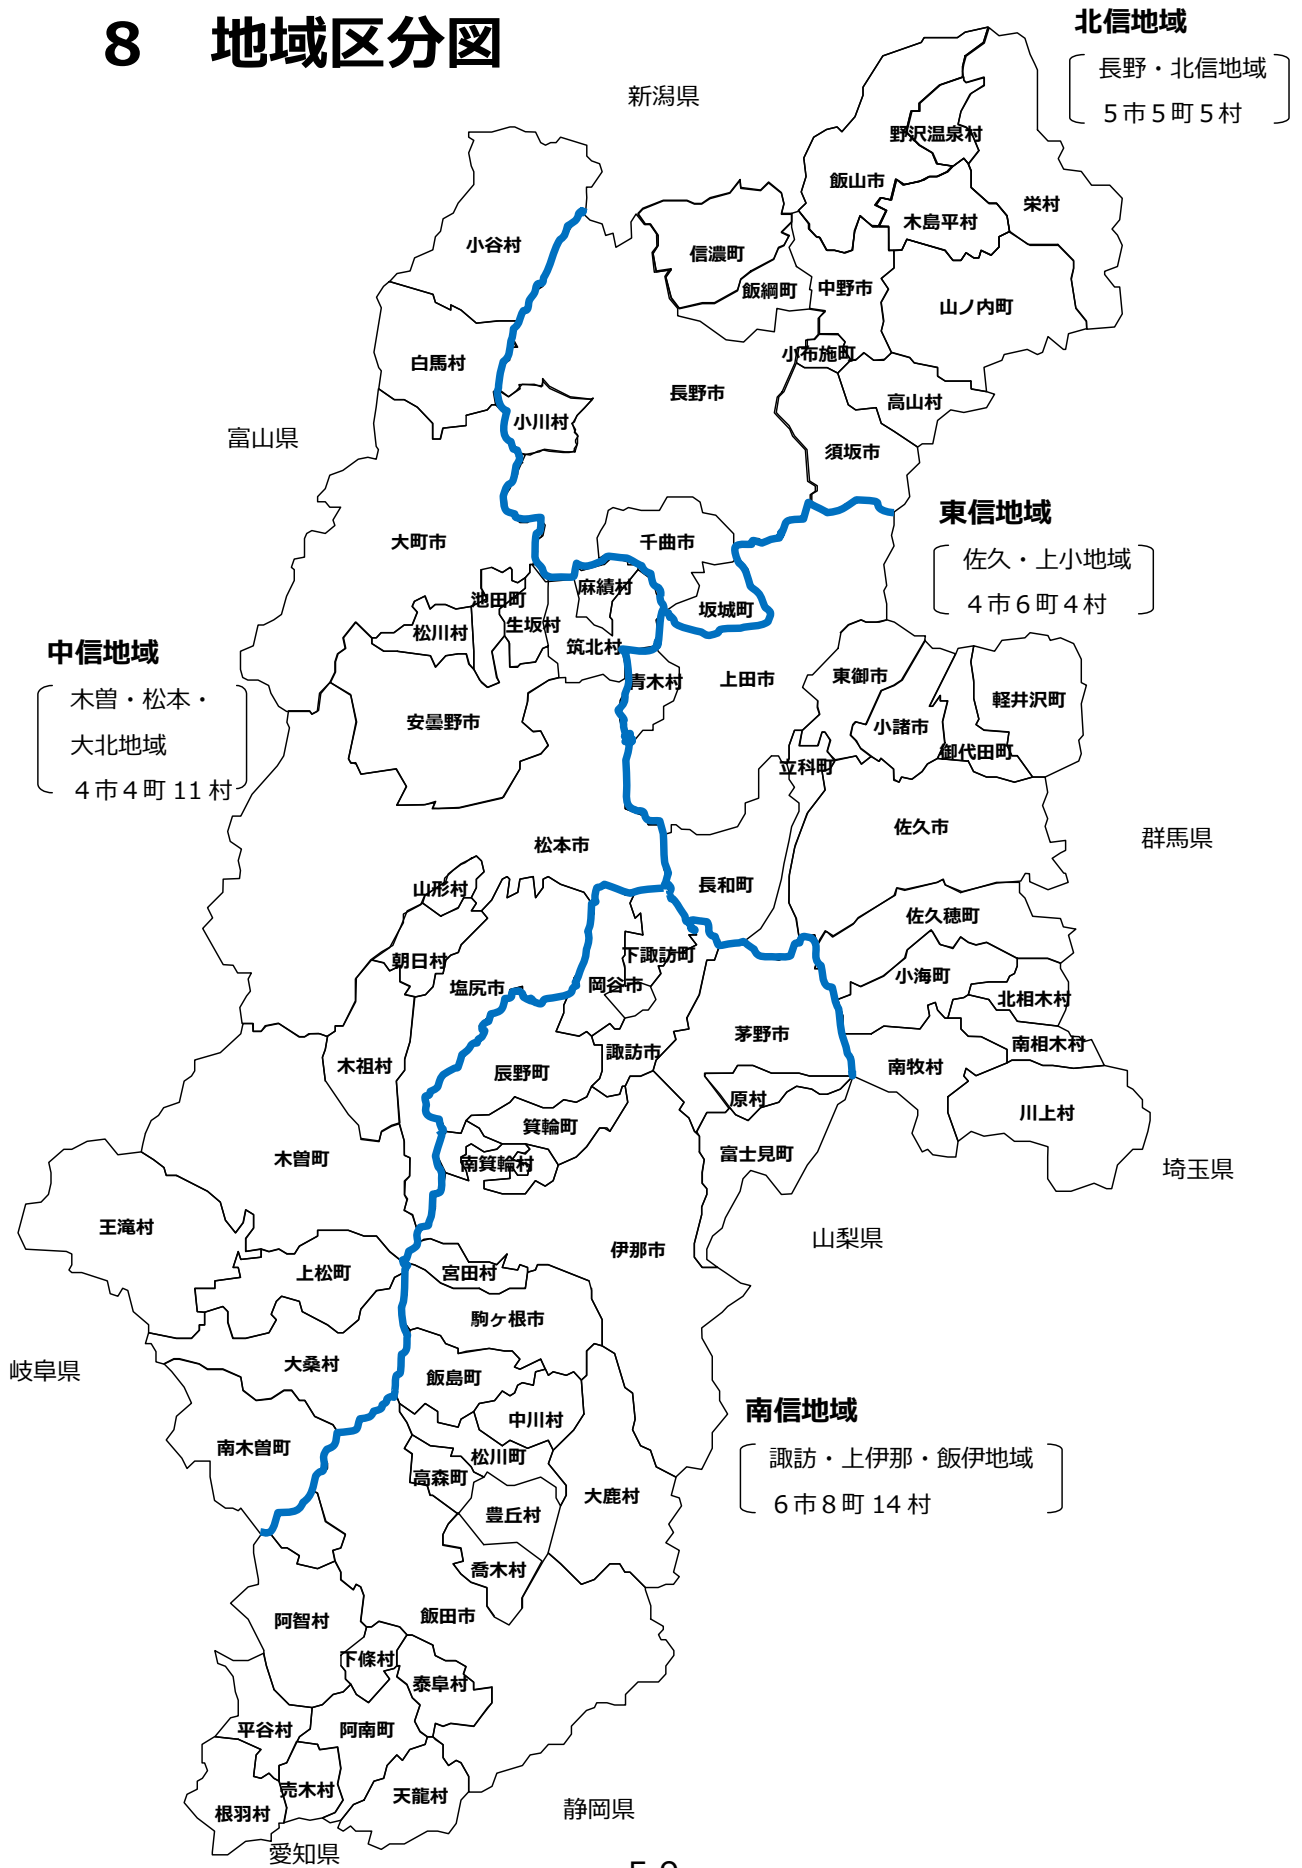 8　地域区分図
北信地域
長野・北信地域
５市５町５村
新潟県
野沢温泉村
飯山市
栄村
木島平村
小谷村
信濃町
飯綱町
中野市
山ノ内町
小布施町
白馬村
長野市
高山村
小川村
富山県
須坂市
東信地域
佐久・上小地域
４市６町４村
大町市
千曲市
麻績村
池田町
坂城町
生坂村
松川村
筑北村
中信地域
木曽・松本・
大北地域
４市４町 11 村
青木村
上田市
東御市
軽井沢町
安曇野市
小諸市
御代田町
立科町
佐久市
群馬県
松本市
長和町
山形村
佐久穂町
下諏訪町
朝日村
小海町
塩尻市
岡谷市
北相木村
茅野市
南相木村
諏訪市
木祖村
辰野町
南牧村
原村
川上村
箕輪町
木曽町
富士見町
南箕輪村
埼玉県
王滝村
山梨県
伊那市
上松町
宮田村
駒ヶ根市
岐阜県
大桑村
飯島町
南信地域
諏訪・上伊那・飯伊地域
６市８町 14 村
中川村
南木曽町
松川町
高森町
大鹿村
豊丘村
喬木村
阿智村
飯田市
下條村
泰阜村
平谷村
阿南町
売木村
天龍村
根羽村
静岡県
愛知県